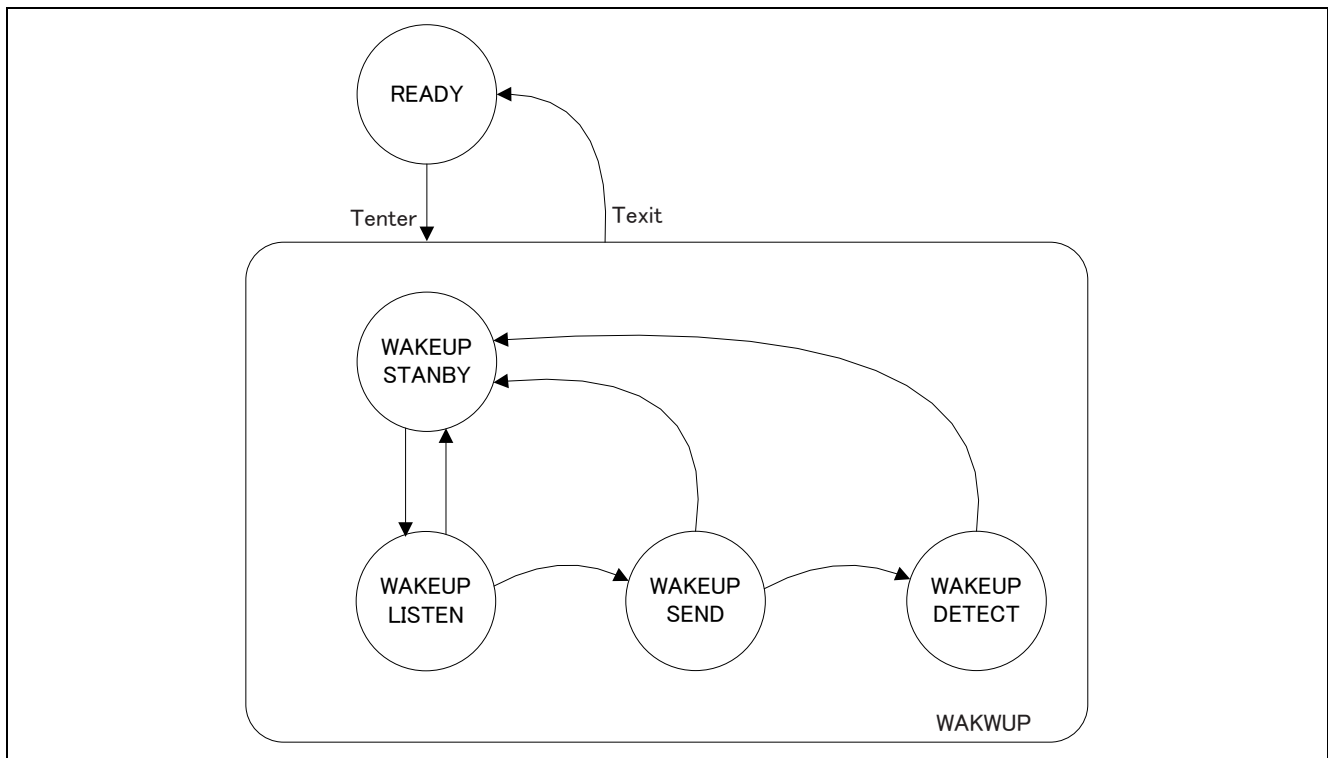 READY
Tenter
Texit
WAKEUP
STANBY
WAKEUP
LISTEN
WAKEUP
SEND
WAKEUP
DETECT
WAKWUP